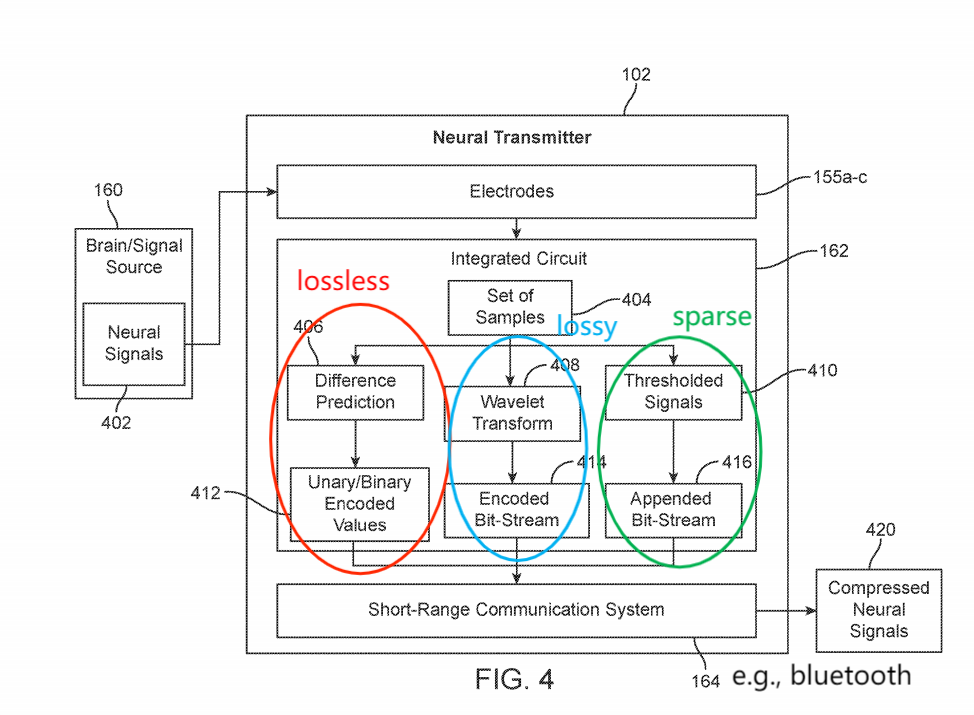 102
Neural Transmitter
160
Electrodes
155a-c
Brain/Signal
Source
Integrated Circuit
162
lossless
Set of
Samples
404
Neural
Signals
406
lossy
sparse
402
Difference
Prediction
408
Wavelet
Transform
Thresholded
Signals
410
412
Unary/Binary
Encoded
Values
414
Encoded
Bit-Stream
416
Appended
Bit-Stream
420
Short-Range Communication System
Compressed
Neural
Signals
FIG. 4
164
e.g., bluetooth